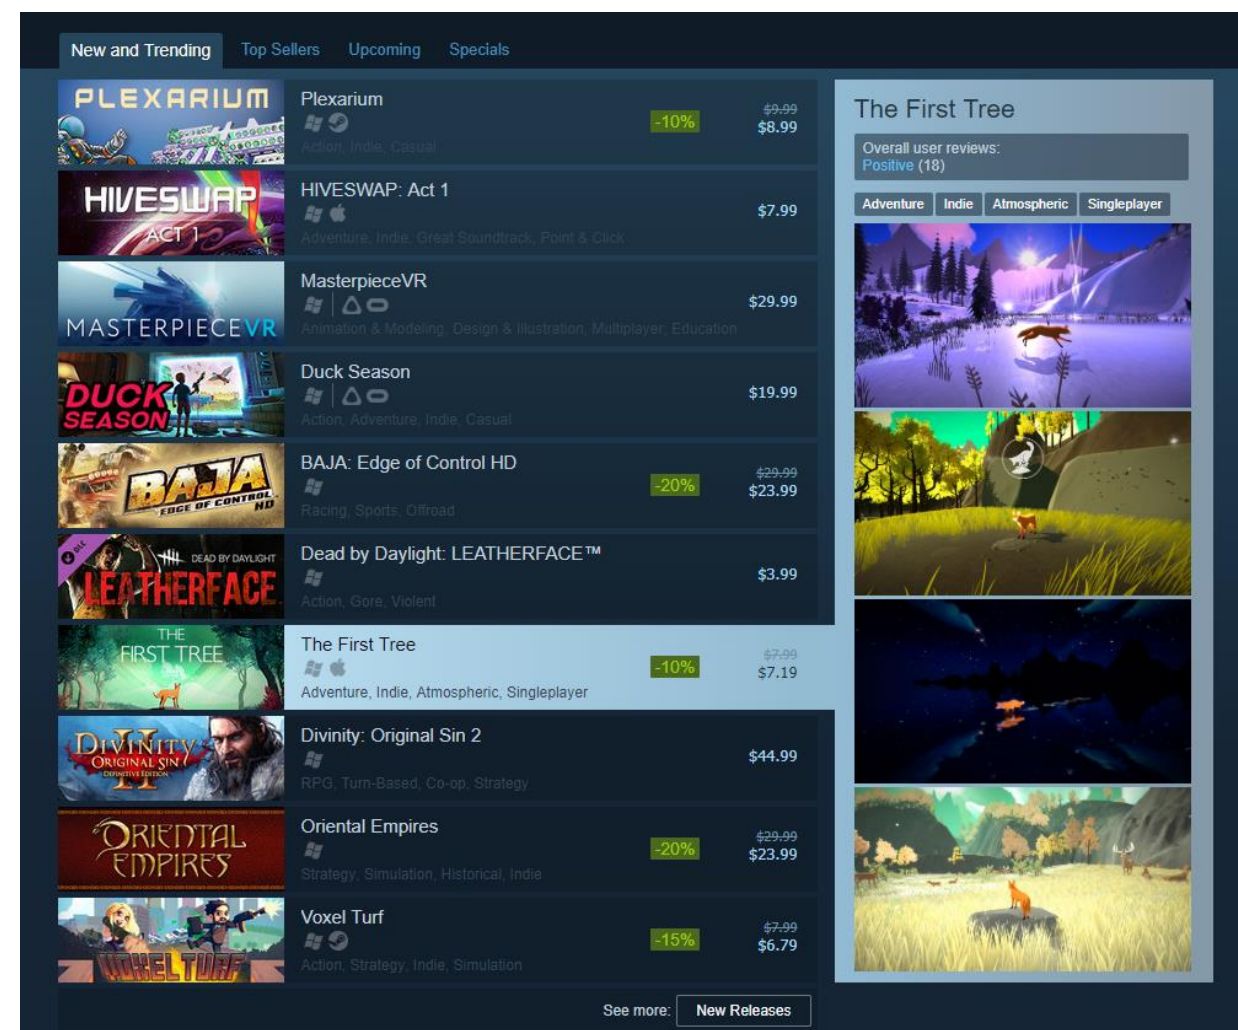 New and Trending
Top Sellers
Upcoming
Specials
PLEXARIUM
Plexarium
Action, Indie, Casual
-10%
$9.99
$8.99
HIVESWAP
ACT 1
HIVESWAP: Act 1
Adventure, Indie, Great Soundtrack, Point & Click
$7.99
MASTERPIECEVR
MasterpieceVR
Animation & Modeling, Design & Illustration, Multiplayer, Education
$29.99
DUCK
SEASON
Duck Season
Action, Adventure, Indie, Casual
$19.99
BAJA
EDGE OF CONTROL
HD
BAJA: Edge of Control HD
Racing, Sports, Offroad
-20%
$29.99
$23.99
DLC
DEAD BY DAYLIGHT
LEATHERFACE
Dead by Daylight: LEATHERFACE™
Action, Gore, Violent
$3.99
THE
FIRST TREE
The First Tree
Adventure, Indie, Atmospheric, Singleplayer
-10%
$7.99
$7.19
DIVINITY
ORIGINAL SIN
II
DEFINITIVE EDITION
Divinity: Original Sin 2
RPG, Turn-Based, Co-op, Strategy
$44.99
ORIENTAL
EMPIRES
Oriental Empires
Strategy, Simulation, Historical, Indie
-20%
$29.99
$23.99
VOXEL TURF
Voxel Turf
Action, Strategy, Indie, Simulation
-15%
$7.99
$6.79
See more:
New Releases
The First Tree
Overall user reviews:
Positive (18)
Adventure
Indie
Atmospheric
Singleplayer